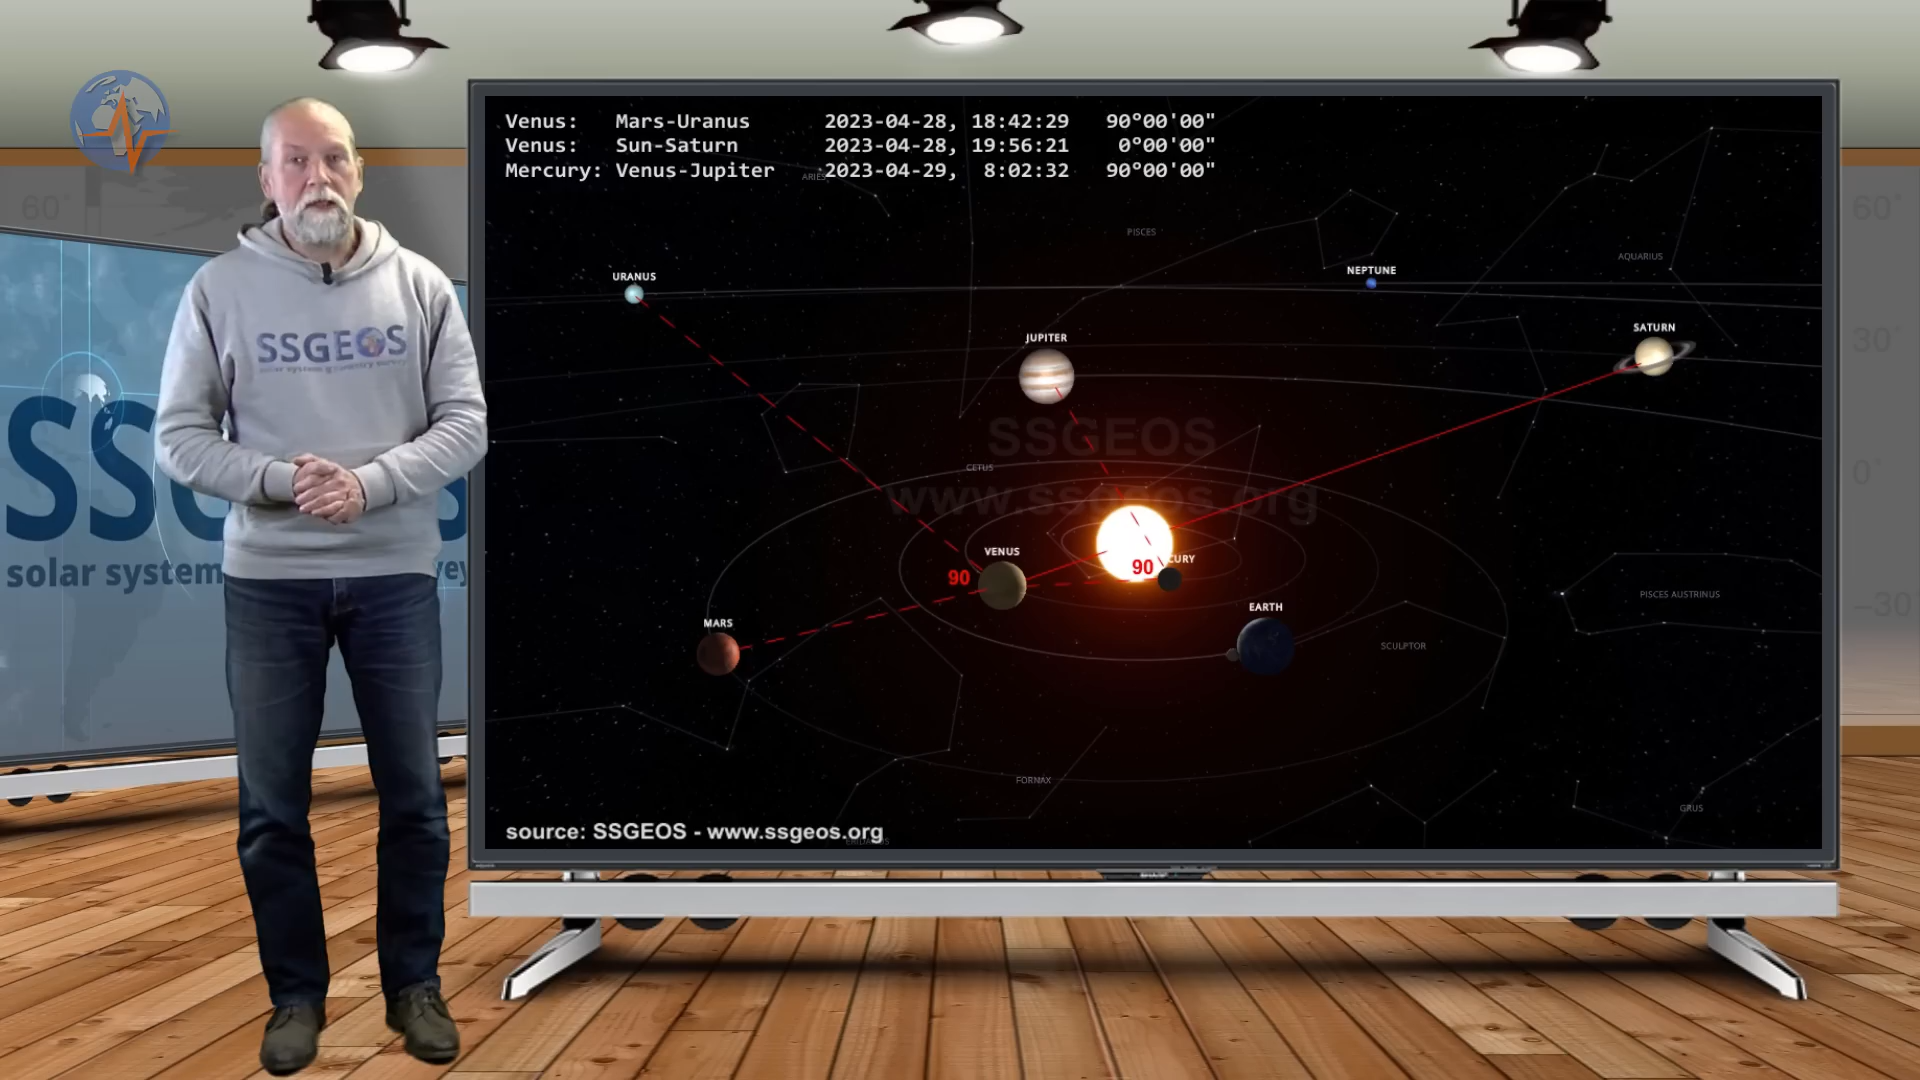 Venus: Mars-Uranus 2023-04-28, 18:42:29 90°00'00"
Venus: Sun-Saturn 2023-04-28, 19:56:21 0°00'00"
Mercury: Venus-Jupiter 2023-04-29, 8:02:32 90°00'00"
ARIES
PISCES
AQUARIUS
URANUS
NEPTUNE
SATURN
JUPITER
SSGEOS
CETUS
www.ssgeos.org
VENUS
90
90
CURY
EARTH
MARS
PISCES AUSTRINUS
SCULPTOR
FORNAX
GRUS
source: SSGEOS - www.ssgeos.org
SSGEOS
solar system geometry survey
solar system
60°
60°
30°
0°
-30°